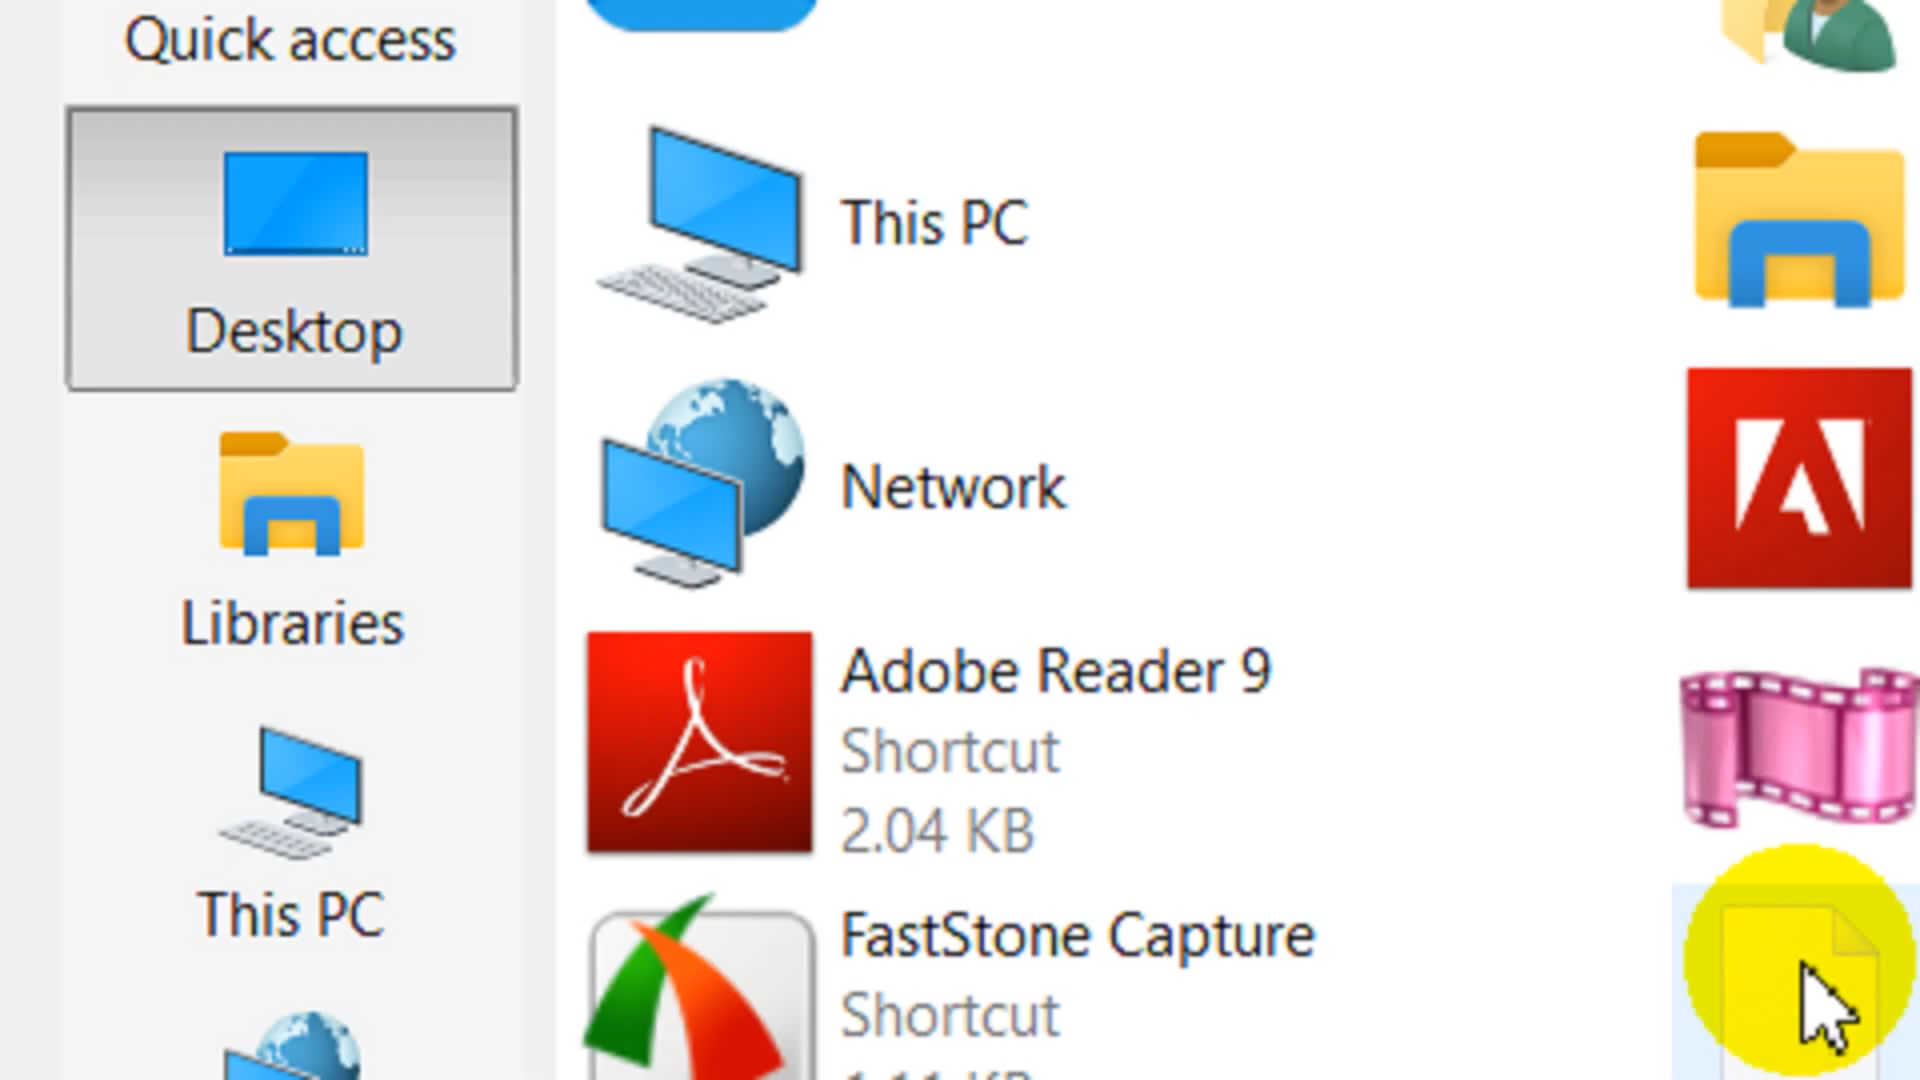 Quick access
Desktop
Libraries
This PC
This PC
Network
Adobe Reader 9
Shortcut
2.04 KB
FastStone Capture
Shortcut